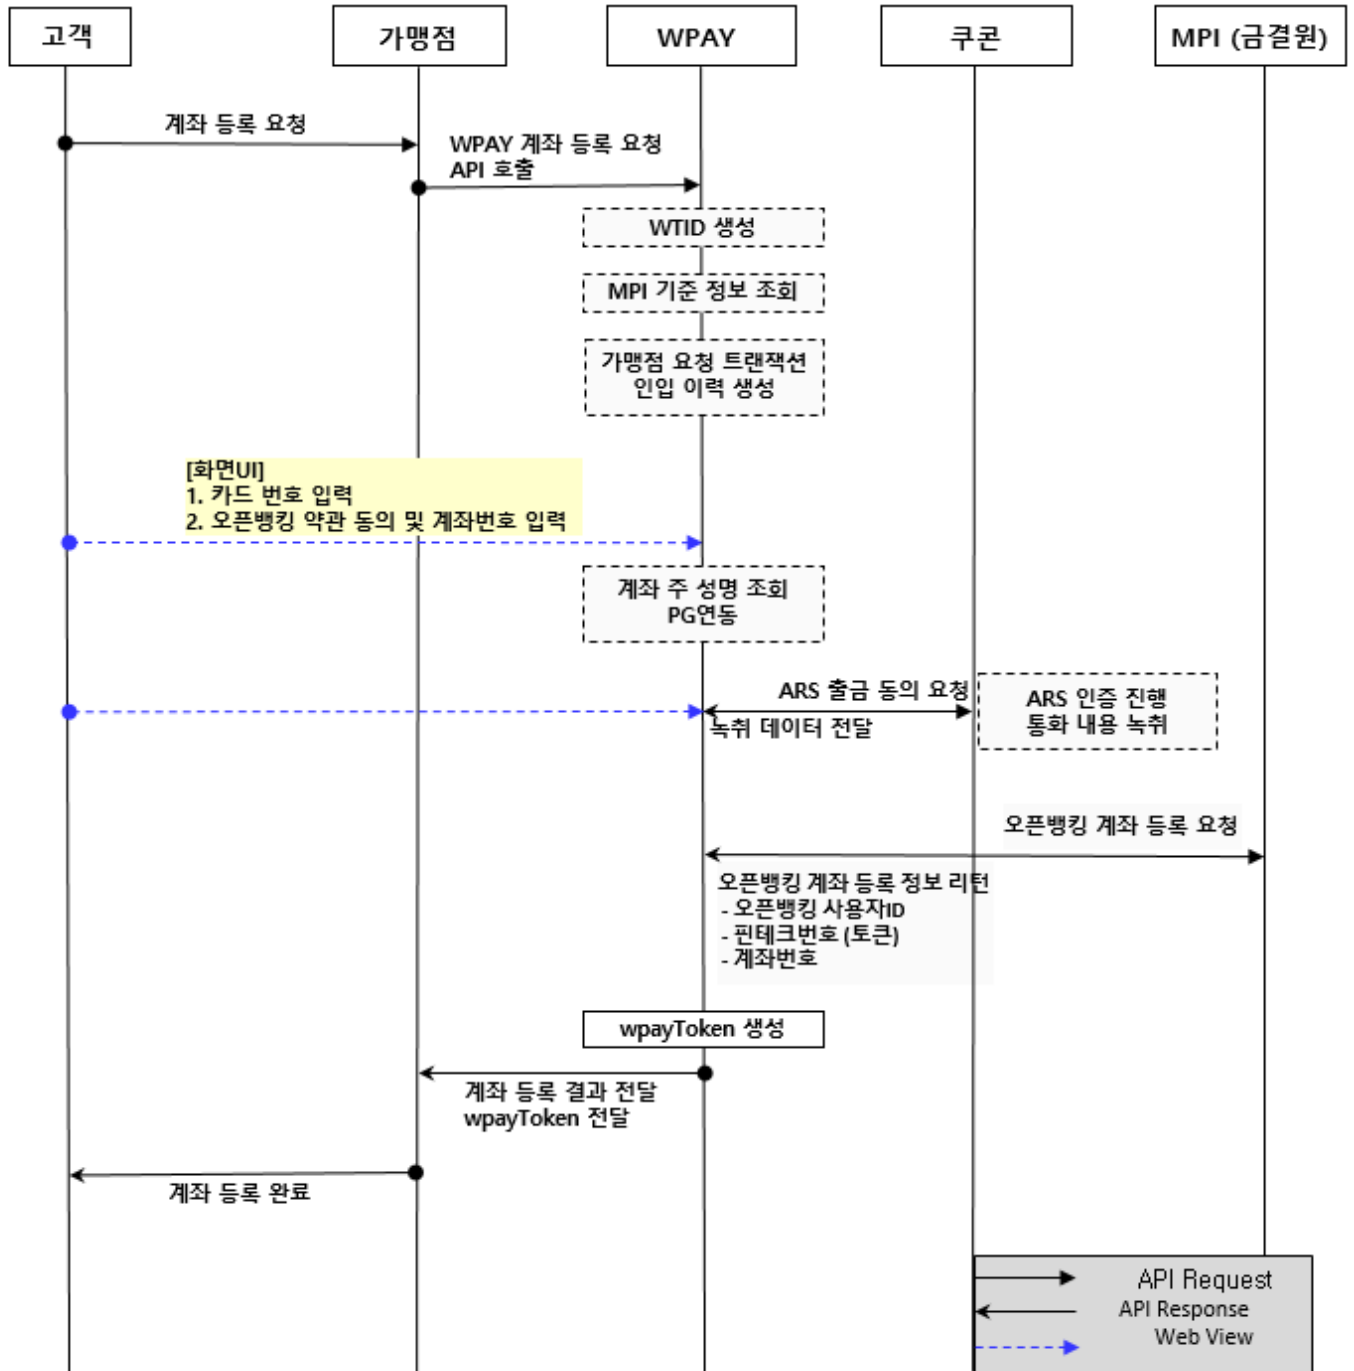 고객
가맹점
WPAY
쿠콘
MPI (금결원)
계좌 등록 요청
WPAY 계좌 등록 요청
API 호출
WTID 생성
MPI 기준 정보 조회
가맹점 요청 트랜잭션
인입 이력 생성
[화면UI]
1. 카드 번호 입력
2. 오픈뱅킹 약관 동의 및 계좌번호 입력
계좌 주 성명 조회
PG연동
ARS 출금 동의 요청
녹취 데이터 전달
ARS 인증 진행
통화 내용 녹취
오픈뱅킹 계좌 등록 요청
오픈뱅킹 계좌 등록 정보 리턴
- 오픈뱅킹 사용자ID
- 핀테크번호 (토큰)
- 계좌번호
wpayToken 생성
계좌 등록 결과 전달
wpayToken 전달
계좌 등록 완료
API Request
API Response
Web View